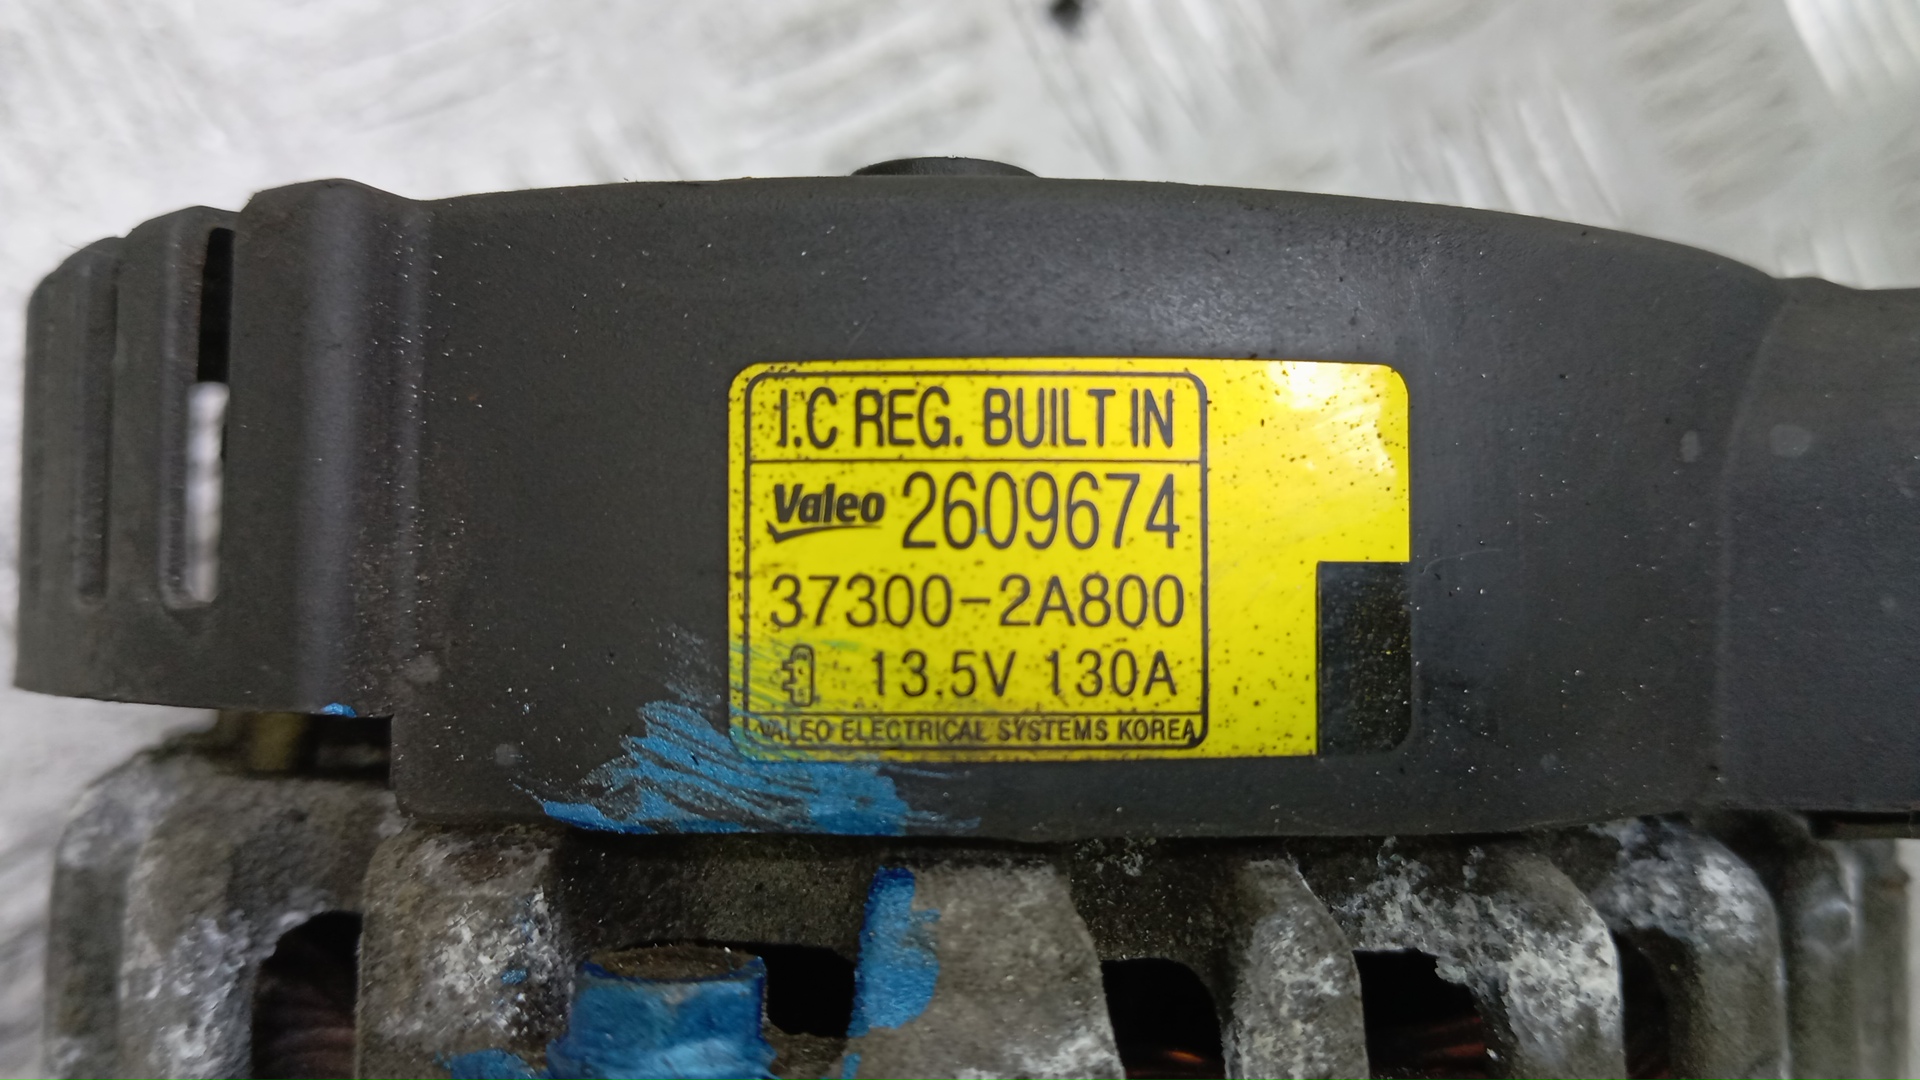 I.C REG. BUILT IN
Valeo 2609674
37300-2A800
13.5V 130A
VALEO ELECTRICAL SYSTEMS KOREA